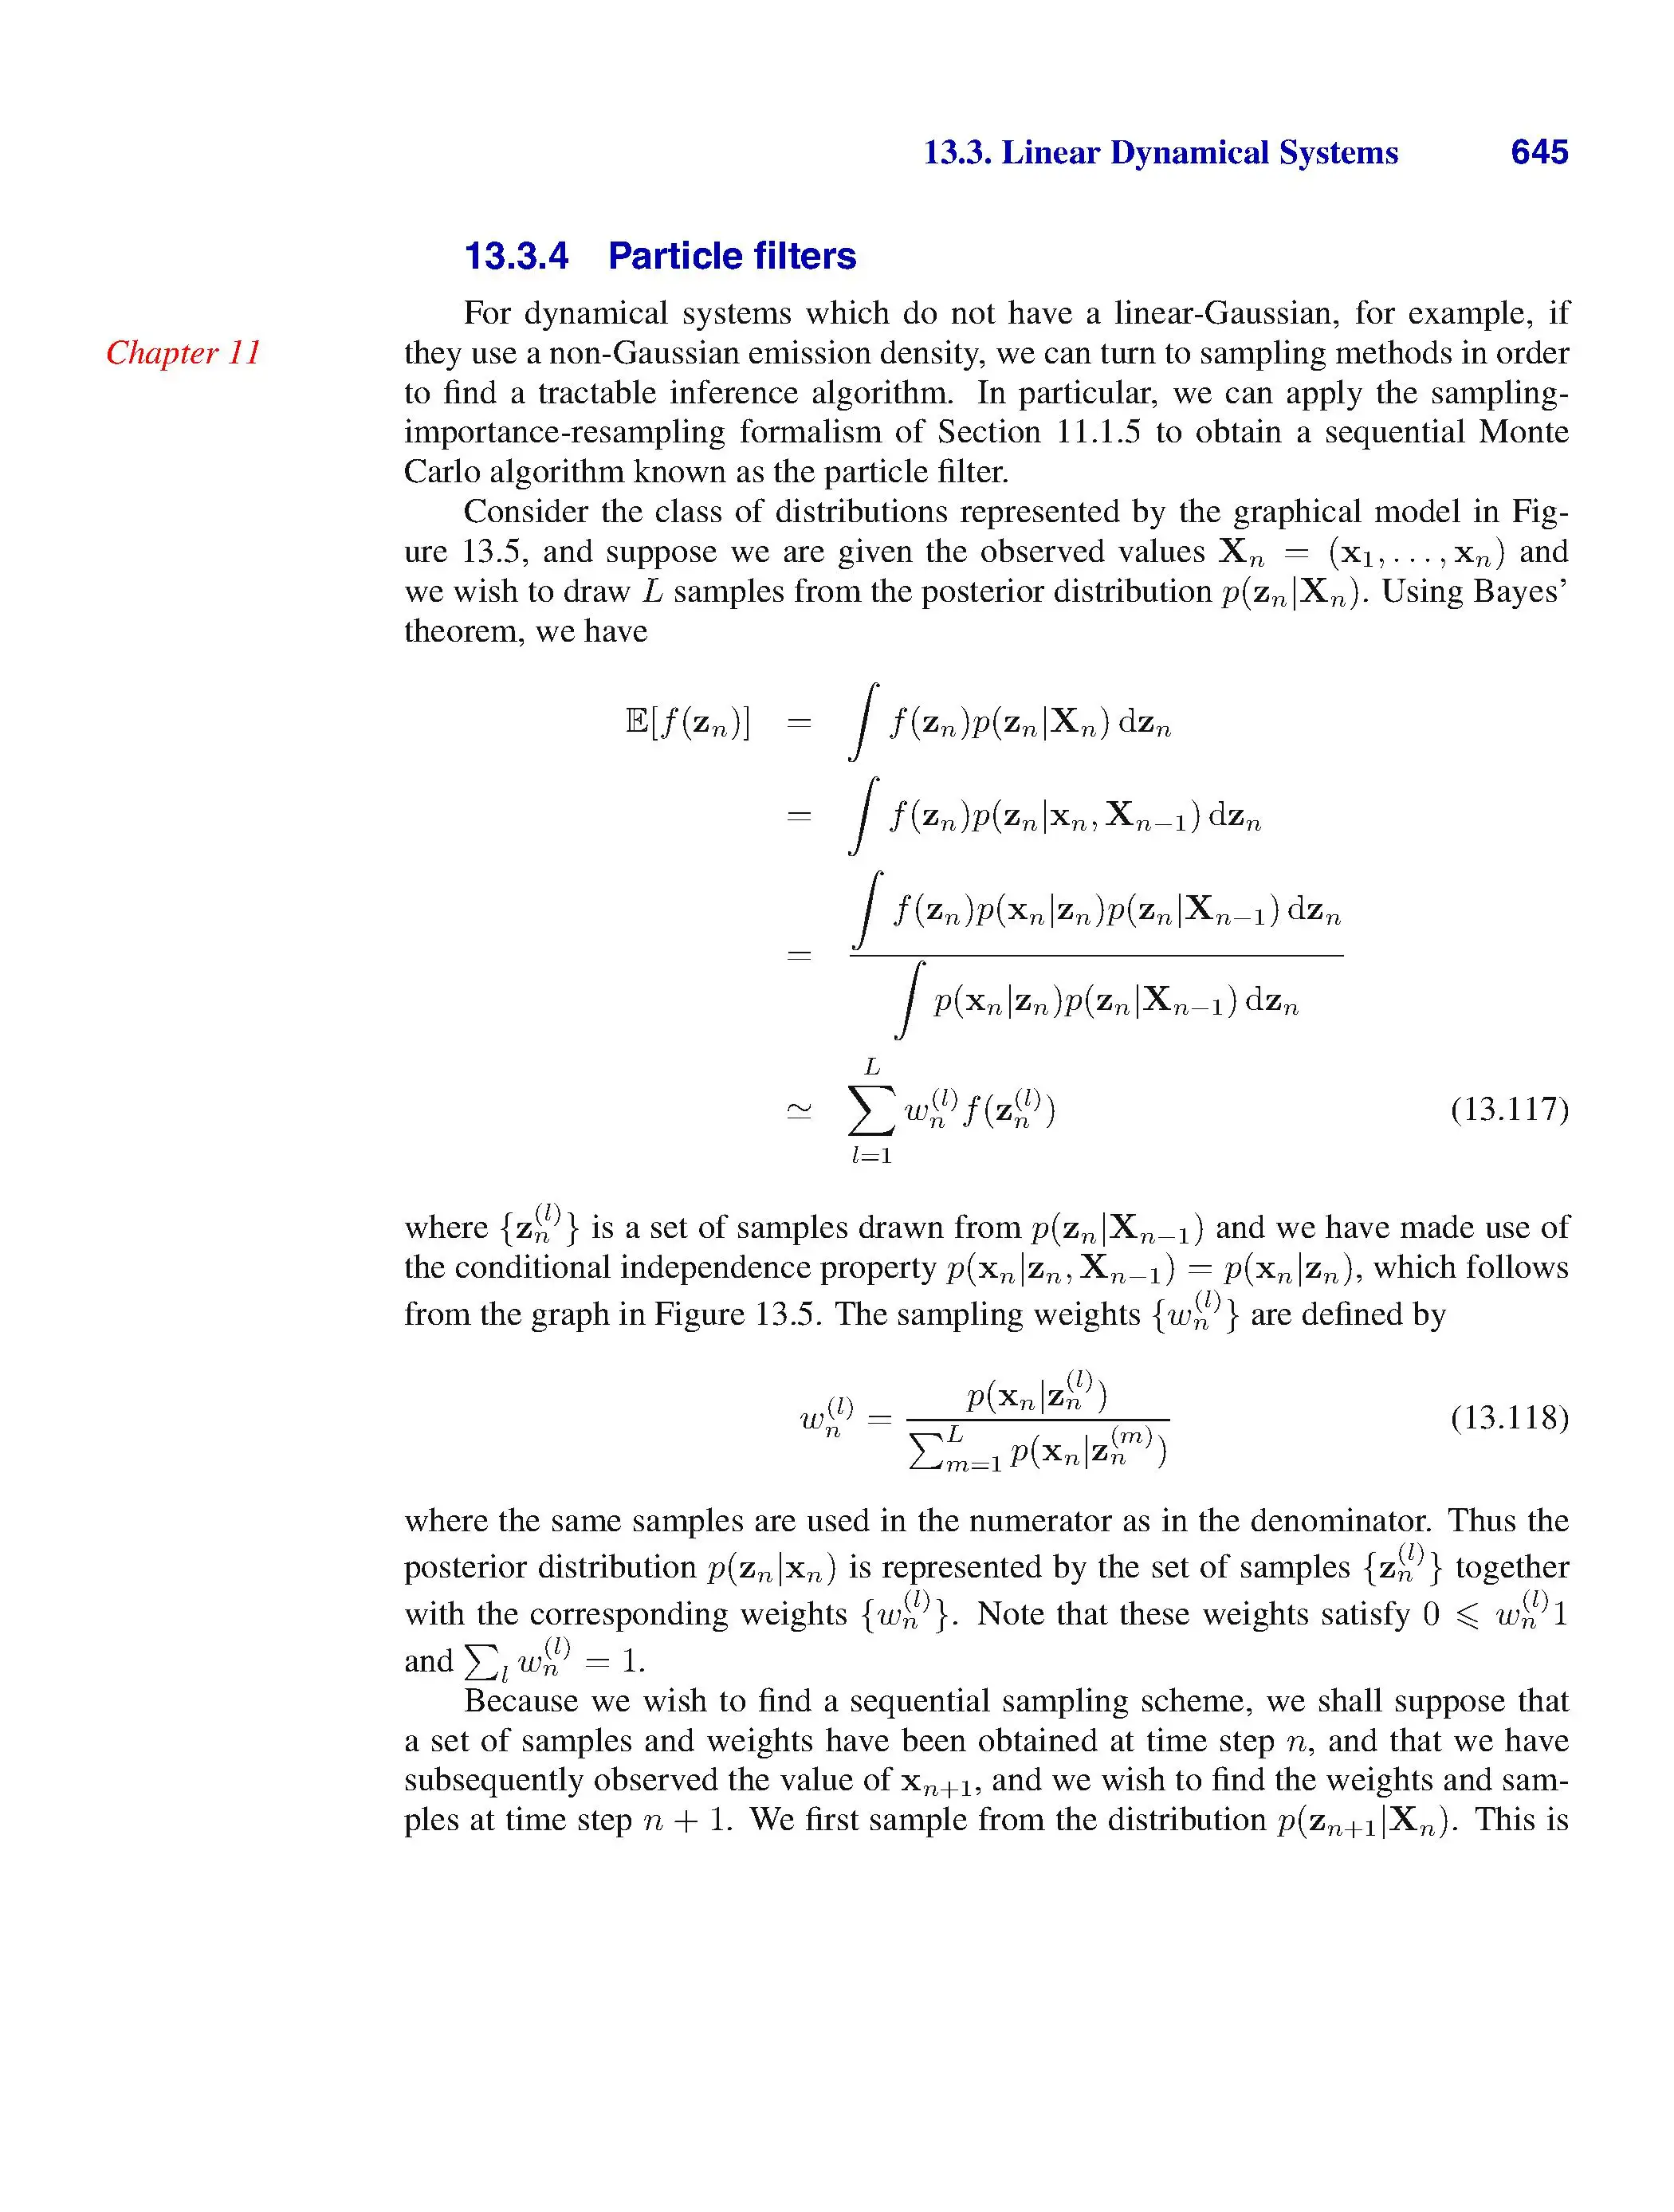 13.3. Linear Dynamical Systems 645
13.3.4 Particle filters
For dynamical systems which do not have a linear-Gaussian, for example, if
Chapter 11
they use a non-Gaussian emission density, we can turn to sampling methods in order
to find a tractable inference algorithm. In particular, we can apply the sampling-
importance-resampling formalism of Section 11.1.5 to obtain a sequential Monte
Carlo algorithm known as the particle filter.
Consider the class of distributions represented by the graphical model in Fig-
ure 13.5, and suppose we are given the observed values $\mathbf{X}_n = (\mathbf{x}_1, \ldots, \mathbf{x}_n)$ and
we wish to draw $L$ samples from the posterior distribution $p(\mathbf{z}_n|\mathbf{X}_n)$. Using Bayes’
theorem, we have
$\mathbb{E}[f(\mathbf{z}_n)] = \int f(\mathbf{z}_n)p(\mathbf{z}_n|\mathbf{X}_n)\,\mathrm{d}\mathbf{z}_n$
$= \int f(\mathbf{z}_n)p(\mathbf{z}_n|\mathbf{x}_n, \mathbf{X}_{n-1})\,\mathrm{d}\mathbf{z}_n$
$= \frac{\int f(\mathbf{z}_n)p(\mathbf{x}_n|\mathbf{z}_n)p(\mathbf{z}_n|\mathbf{X}_{n-1})\,\mathrm{d}\mathbf{z}_n}{\int p(\mathbf{x}_n|\mathbf{z}_n)p(\mathbf{z}_n|\mathbf{X}_{n-1})\,\mathrm{d}\mathbf{z}_n}$
$\simeq \sum_{l=1}^{L} w_n^{(l)} f(\mathbf{z}_n^{(l)})$ (13.117)
where $\{\mathbf{z}_n^{(l)}\}$ is a set of samples drawn from $p(\mathbf{z}_n|\mathbf{X}_{n-1})$ and we have made use of
the conditional independence property $p(\mathbf{x}_n|\mathbf{z}_n, \mathbf{X}_{n-1}) = p(\mathbf{x}_n|\mathbf{z}_n)$, which follows
from the graph in Figure 13.5. The sampling weights $\{w_n^{(l)}\}$ are defined by
$w_n^{(l)} = \frac{p(\mathbf{x}_n|\mathbf{z}_n^{(l)})}{\sum_{m=1}^{L} p(\mathbf{x}_n|\mathbf{z}_n^{(m)})}$ (13.118)
where the same samples are used in the numerator as in the denominator. Thus the
posterior distribution $p(\mathbf{z}_n|\mathbf{x}_n)$ is represented by the set of samples $\{\mathbf{z}_n^{(l)}\}$ together
with the corresponding weights $\{w_n^{(l)}\}$. Note that these weights satisfy $0 \leqslant w_n^{(l)} 1$
and $\sum_l w_n^{(l)} = 1$.
Because we wish to find a sequential sampling scheme, we shall suppose that
a set of samples and weights have been obtained at time step $n$, and that we have
subsequently observed the value of $\mathbf{x}_{n+1}$, and we wish to find the weights and sam-
ples at time step $n + 1$. We first sample from the distribution $p(\mathbf{z}_{n+1}|\mathbf{X}_n)$. This is